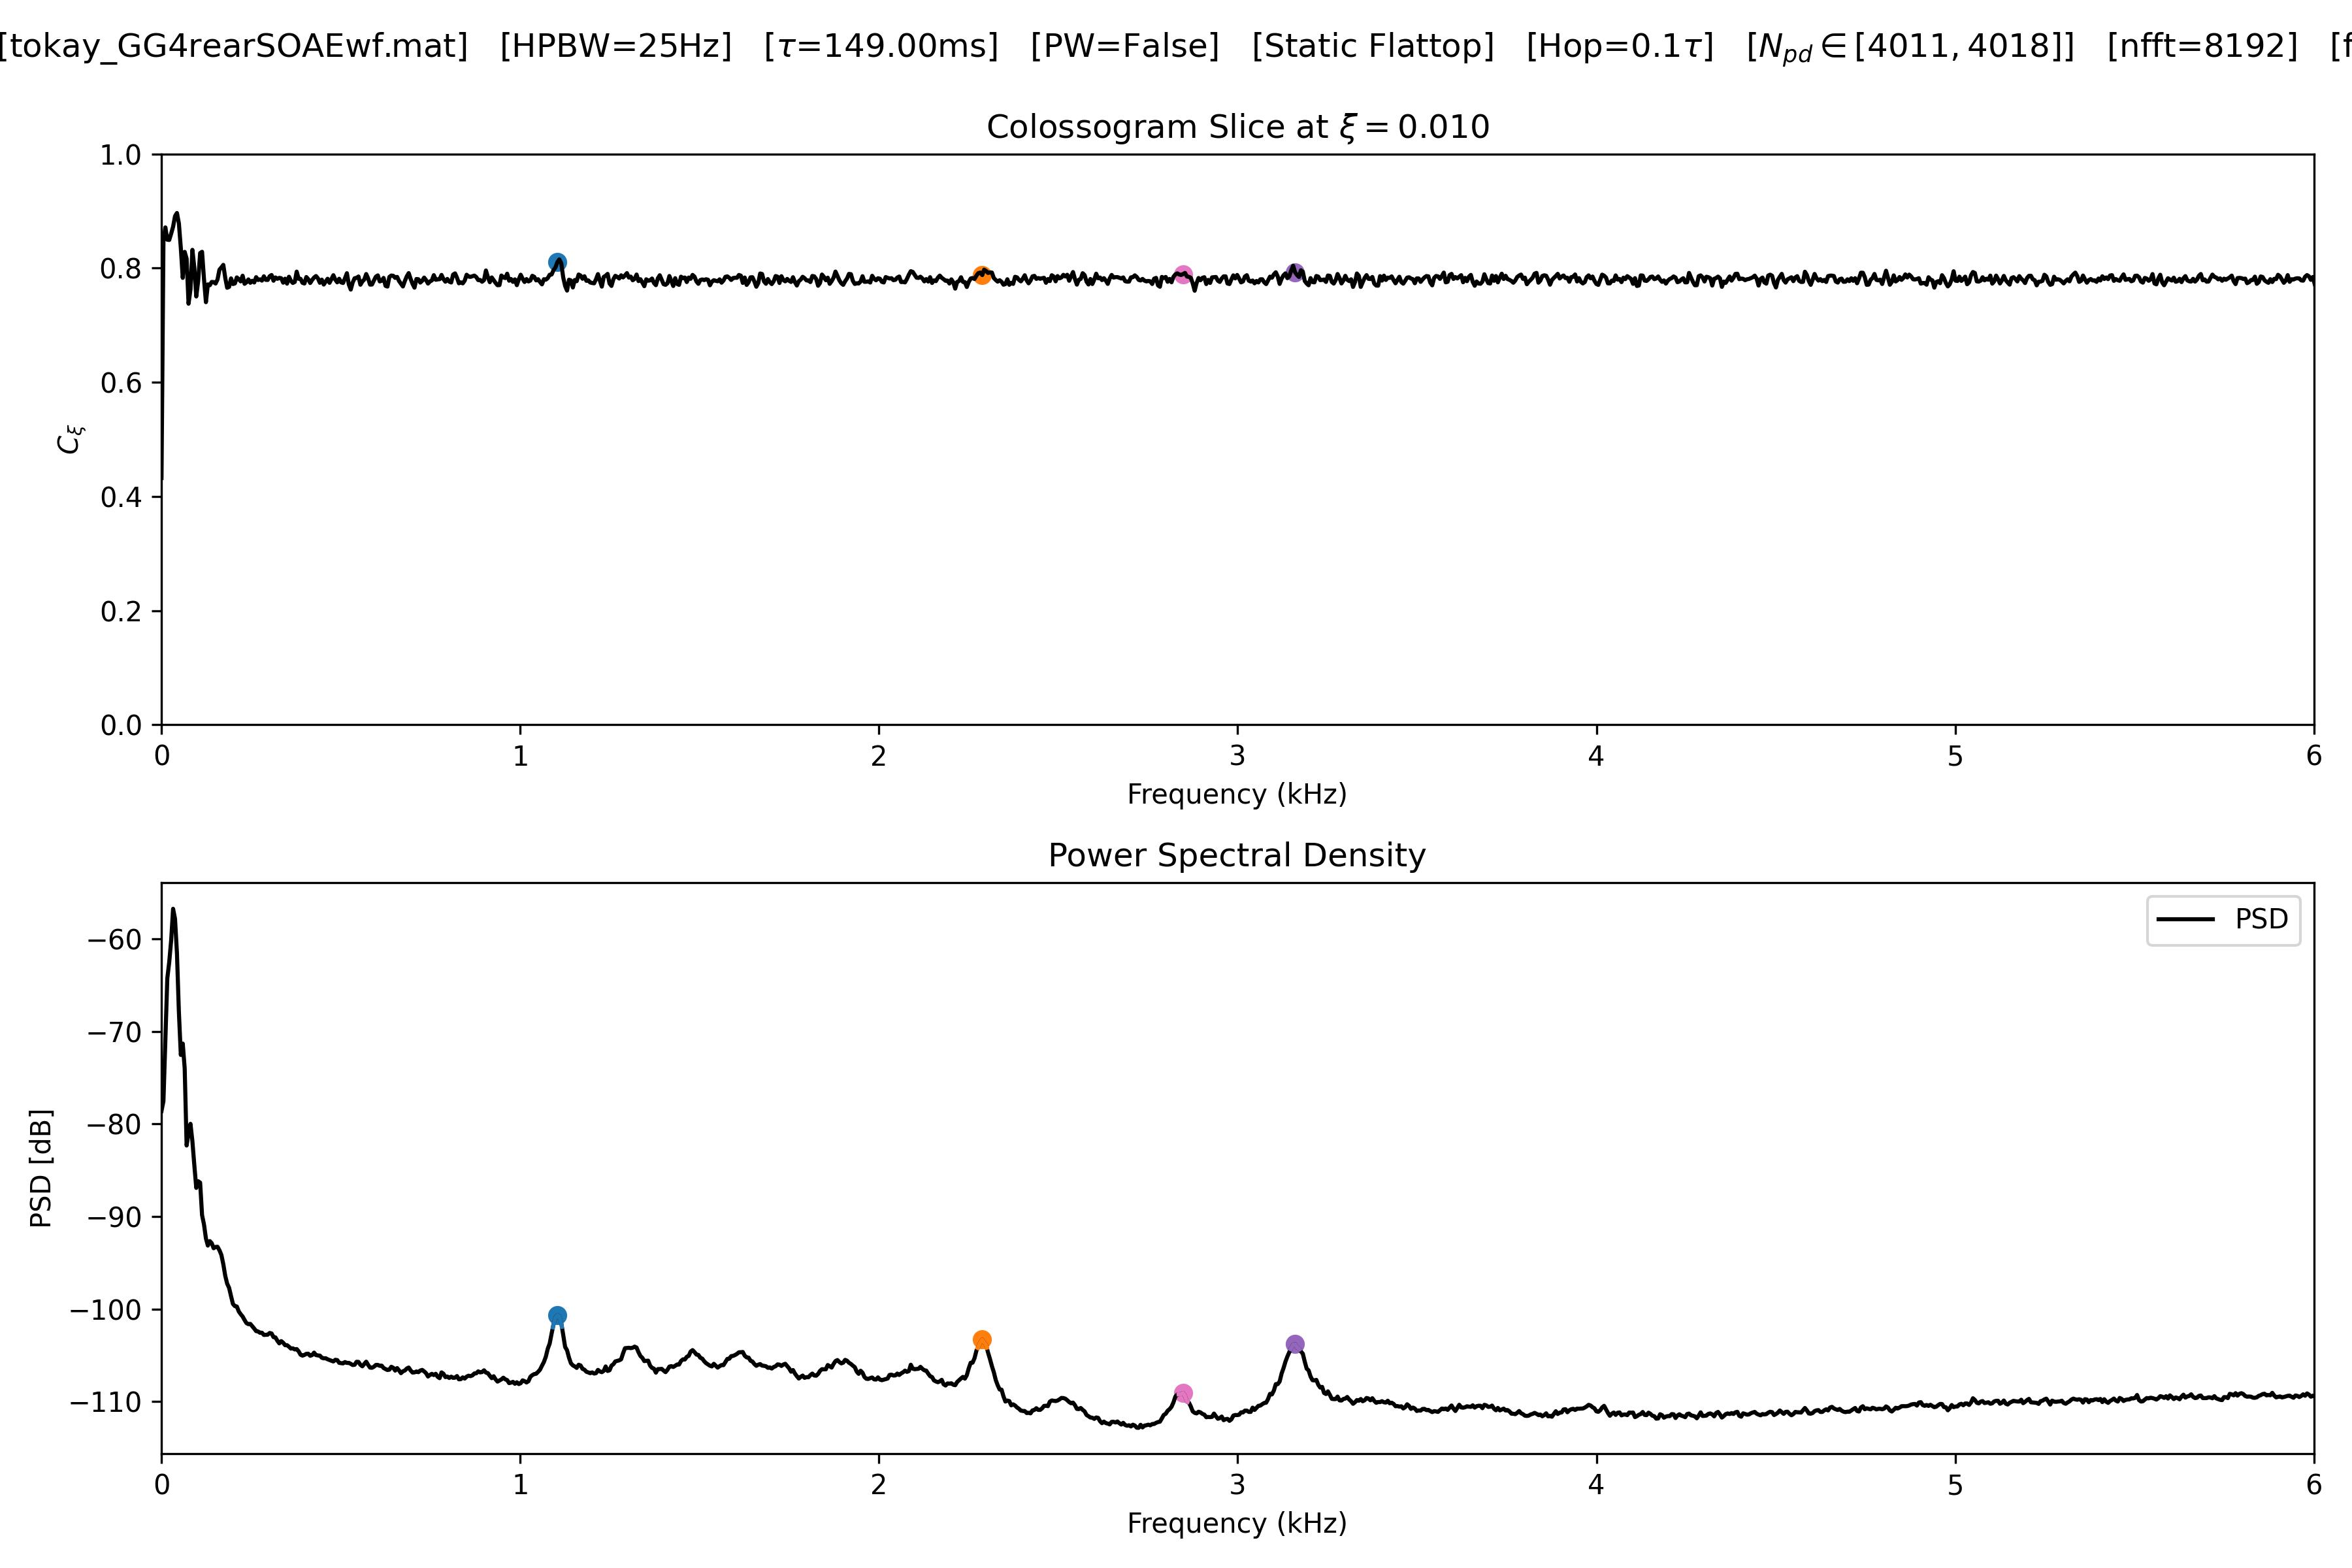 [tokay_GG4rearSOAEwf.mat] [HPBW=25Hz] [τ=149.00ms] [PW=False] [Static Flattop] [Hop=0.1τ] [N_pd ∈ [4011, 4018]] [nfft=8192] [f
Colossogram Slice at ξ = 0.010
1.0
0.8
0.6
0.4
0.2
0.0
C_ξ
0 1 2 3 4 5 6
Frequency (kHz)
Power Spectral Density
PSD
−60
−70
−80
−90
−100
−110
PSD [dB]
0 1 2 3 4 5 6
Frequency (kHz)